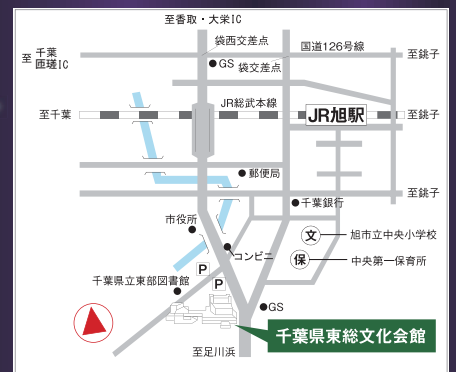 至香取・大栄IC
袋西交差点
国道126号線
至 千葉
匝瑳IC
至銚子
GS
袋交差点
JR総武本線
至千葉
JR旭駅
至銚子
郵便局
至銚子
千葉銀行
市役所
文
旭市立中央小学校
コンビニ
保
中央第一保育所
P
千葉県立東部図書館
P
GS
千葉県東総文化会館
至足川浜